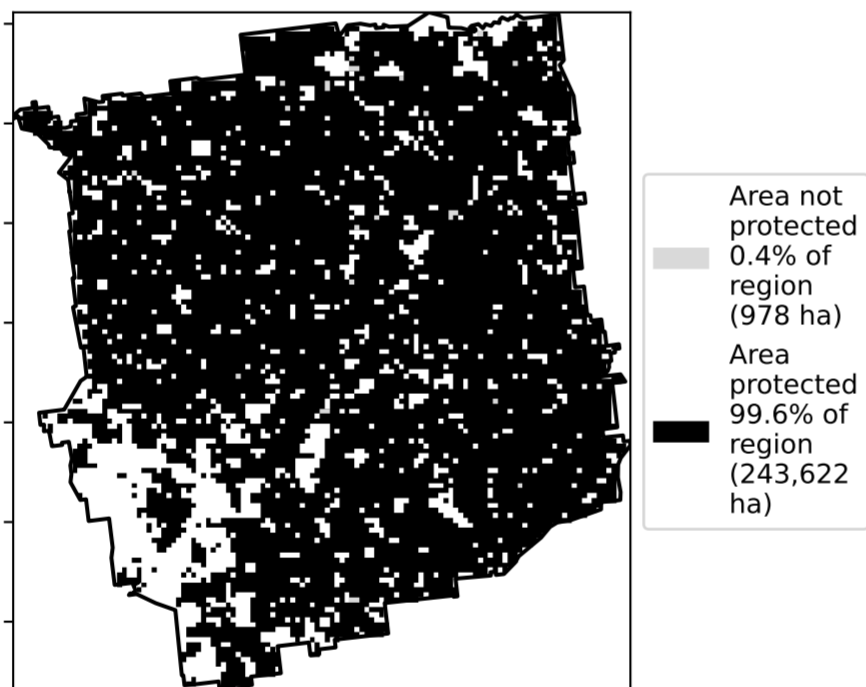 Area not
protected
0.4% of
region
(978 ha)
Area
protected
99.6% of
region
(243,622
ha)